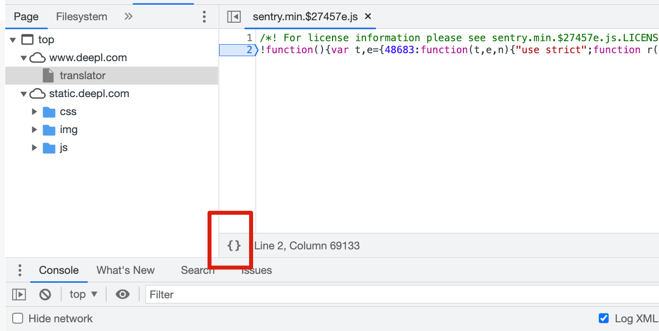 Page Filesystem »
sentry.min.$27457e.js ×
top
www.deepl.com
translator
static.deepl.com
css
img
js
1 /*! For license information please see sentry.min.$27457e.js.LICENS
2 !function(){var t,e={48683:function(t,e,n){"use strict";function r(
{} Line 2, Column 69133
Console What's New Search Issues
top ▼ Filter
Hide network Log XML